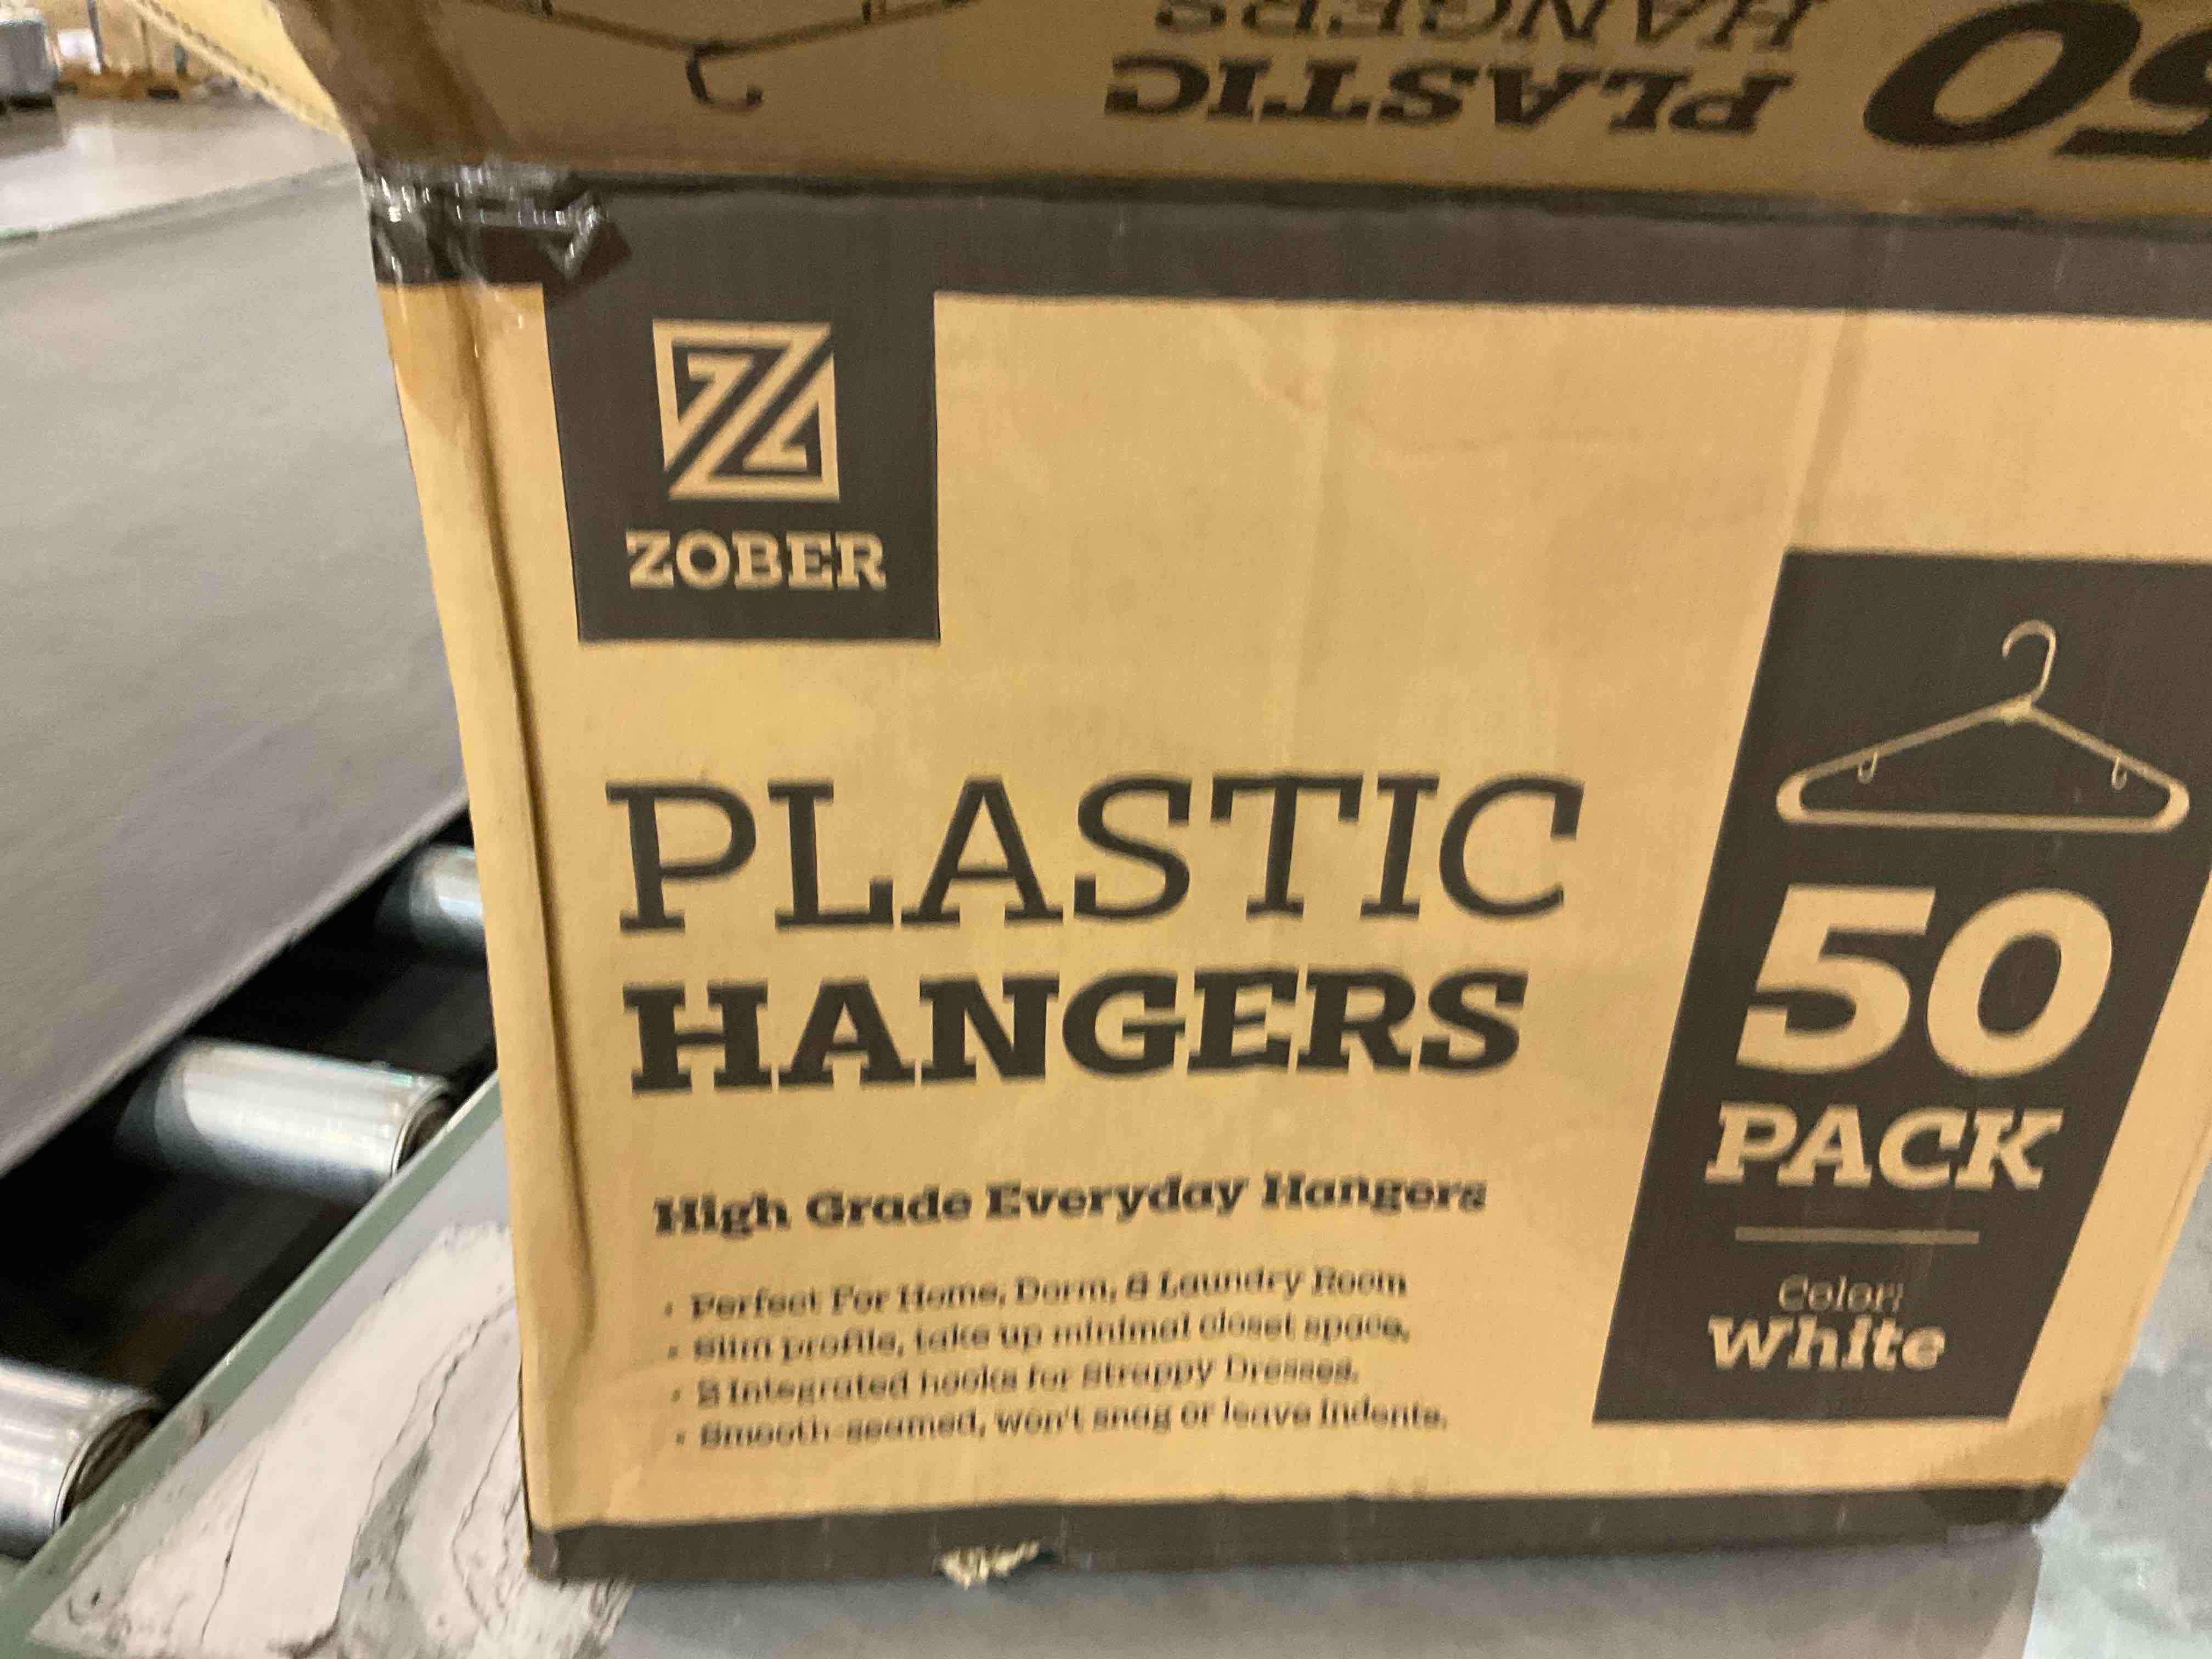 50
PLASTIC
HANGERS
ZOBER
PLASTIC
HANGERS
High Grade Everyday Hangers
• Perfect For Home, Dorm, & Laundry Room
• Slim profile, take up minimal closet space.
• 2 Integrated hooks for Strappy Dresses.
• Smooth-seamed, won't snag or leave indents.
50
PACK
Color:
White